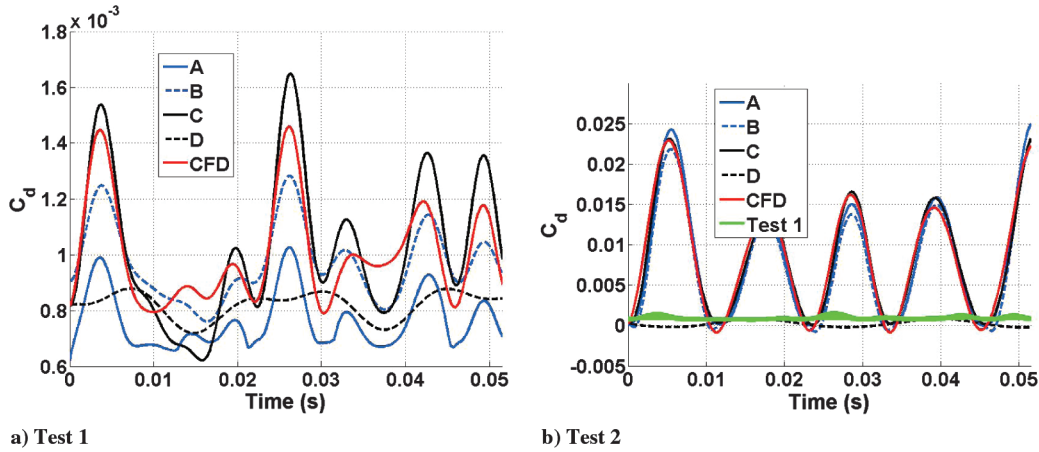 x 10⁻³
1.8
1.6
1.4
1.2
1
0.8
0.6
C_d
A
B
C
D
CFD
0 0.01 0.02 0.03 0.04 0.05
Time (s)
a) Test 1
0.025
0.02
0.015
0.01
0.005
0
-0.005
C_d
A
B
C
D
CFD
Test 1
0 0.01 0.02 0.03 0.04 0.05
Time (s)
b) Test 2